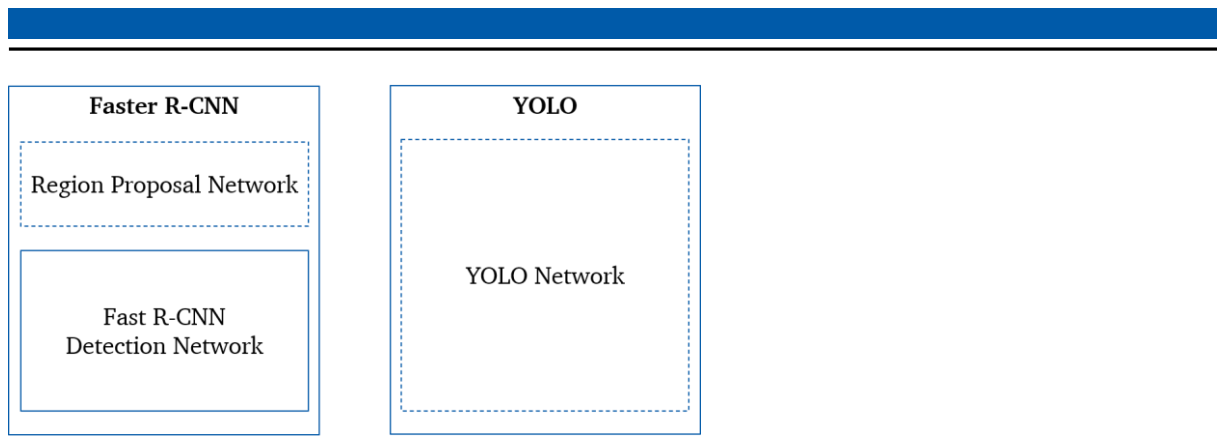 Faster R-CNN
Region Proposal Network
Fast R-CNN
Detection Network
YOLO
YOLO Network